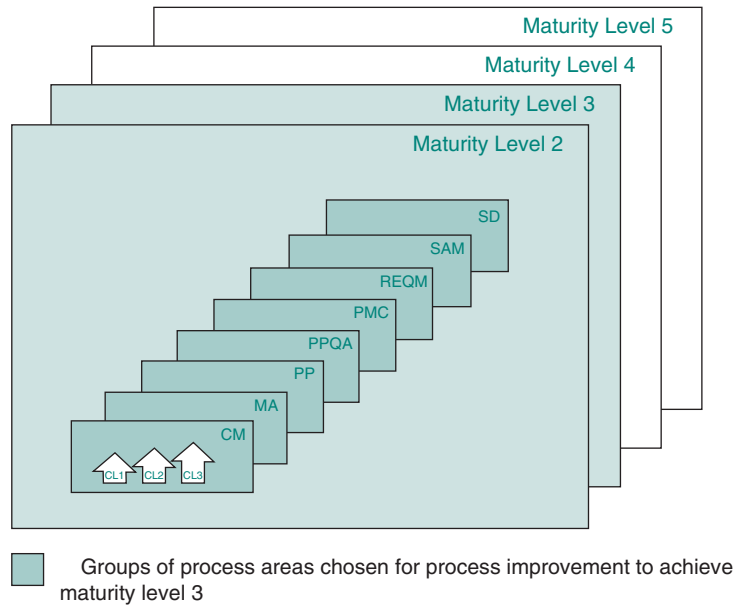 Maturity Level 5
Maturity Level 4
Maturity Level 3
Maturity Level 2
SD
SAM
REQM
PMC
PPQA
PP
MA
CM
CL1 CL2 CL3
Groups of process areas chosen for process improvement to achieve
maturity level 3